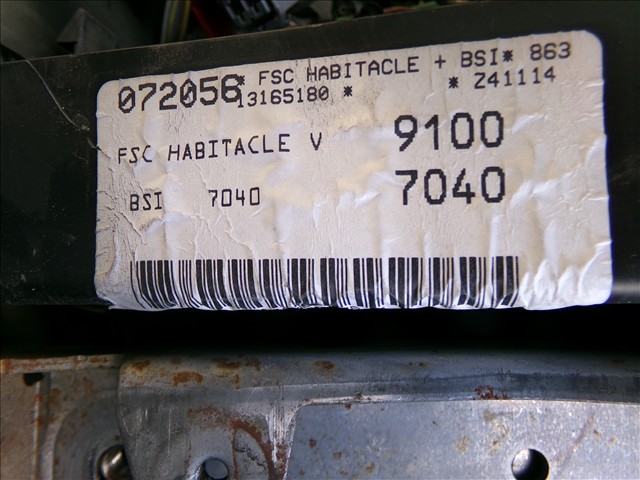 072056* FSC HABITACLE + BSI* 863
13165180 * * Z41114
FSC HABITACLE V 9100
BSI 7040 7040